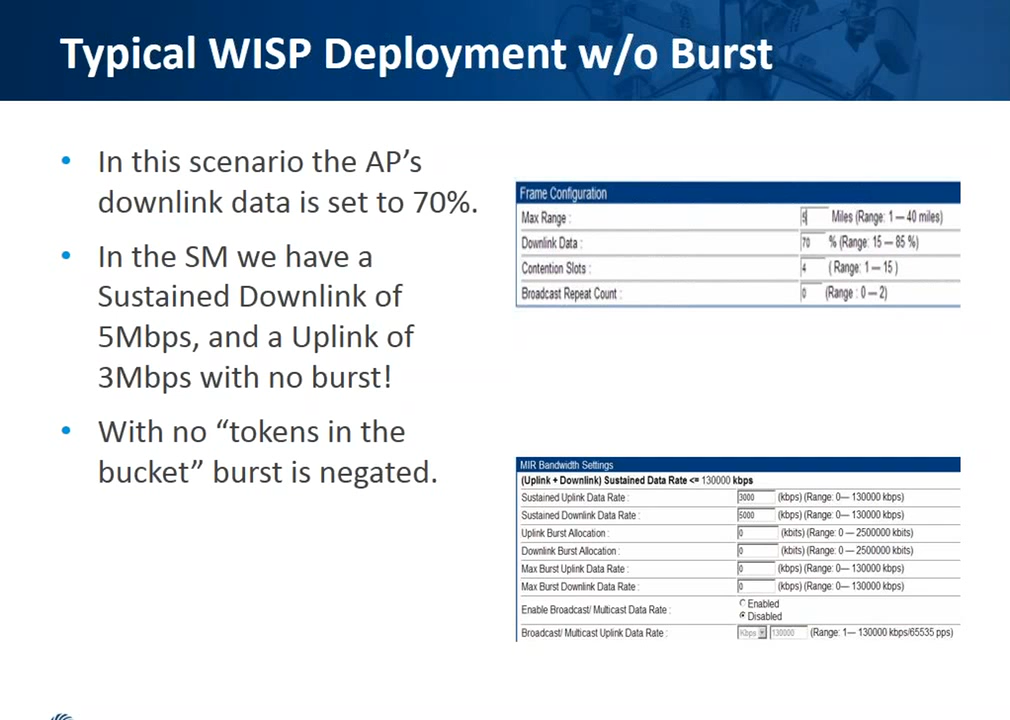 Typical WISP Deployment w/o Burst
• In this scenario the AP’s
downlink data is set to 70%.
• In the SM we have a
Sustained Downlink of
5Mbps, and a Uplink of
3Mbps with no burst!
• With no “tokens in the
bucket” burst is negated.
Frame Configuration
Max Range : 5 Miles (Range: 1 — 40 miles)
Downlink Data : 70 % (Range: 15 — 85 %)
Contention Slots : 4 ( Range: 1 — 15 )
Broadcast Repeat Count : 0 (Range : 0 — 2)
MIR Bandwidth Settings
(Uplink + Downlink) Sustained Data Rate <= 130000 kbps
Sustained Uplink Data Rate : 3000 (kbps) (Range: 0— 130000 kbps)
Sustained Downlink Data Rate : 5000 (kbps) (Range: 0— 130000 kbps)
Uplink Burst Allocation : 0 (kbits) (Range: 0 — 2500000 kbits)
Downlink Burst Allocation : 0 (kbits) (Range: 0 — 2500000 kbits)
Max Burst Uplink Data Rate : 0 (kbps) (Range: 0— 130000 kbps)
Max Burst Downlink Data Rate : 0 (kbps) (Range: 0— 130000 kbps)
Enable Broadcast/ Multicast Data Rate : Enabled
Disabled
Broadcast/ Multicast Uplink Data Rate : Kbps 130000 (Range: 1— 130000 kbps/65535 pps)